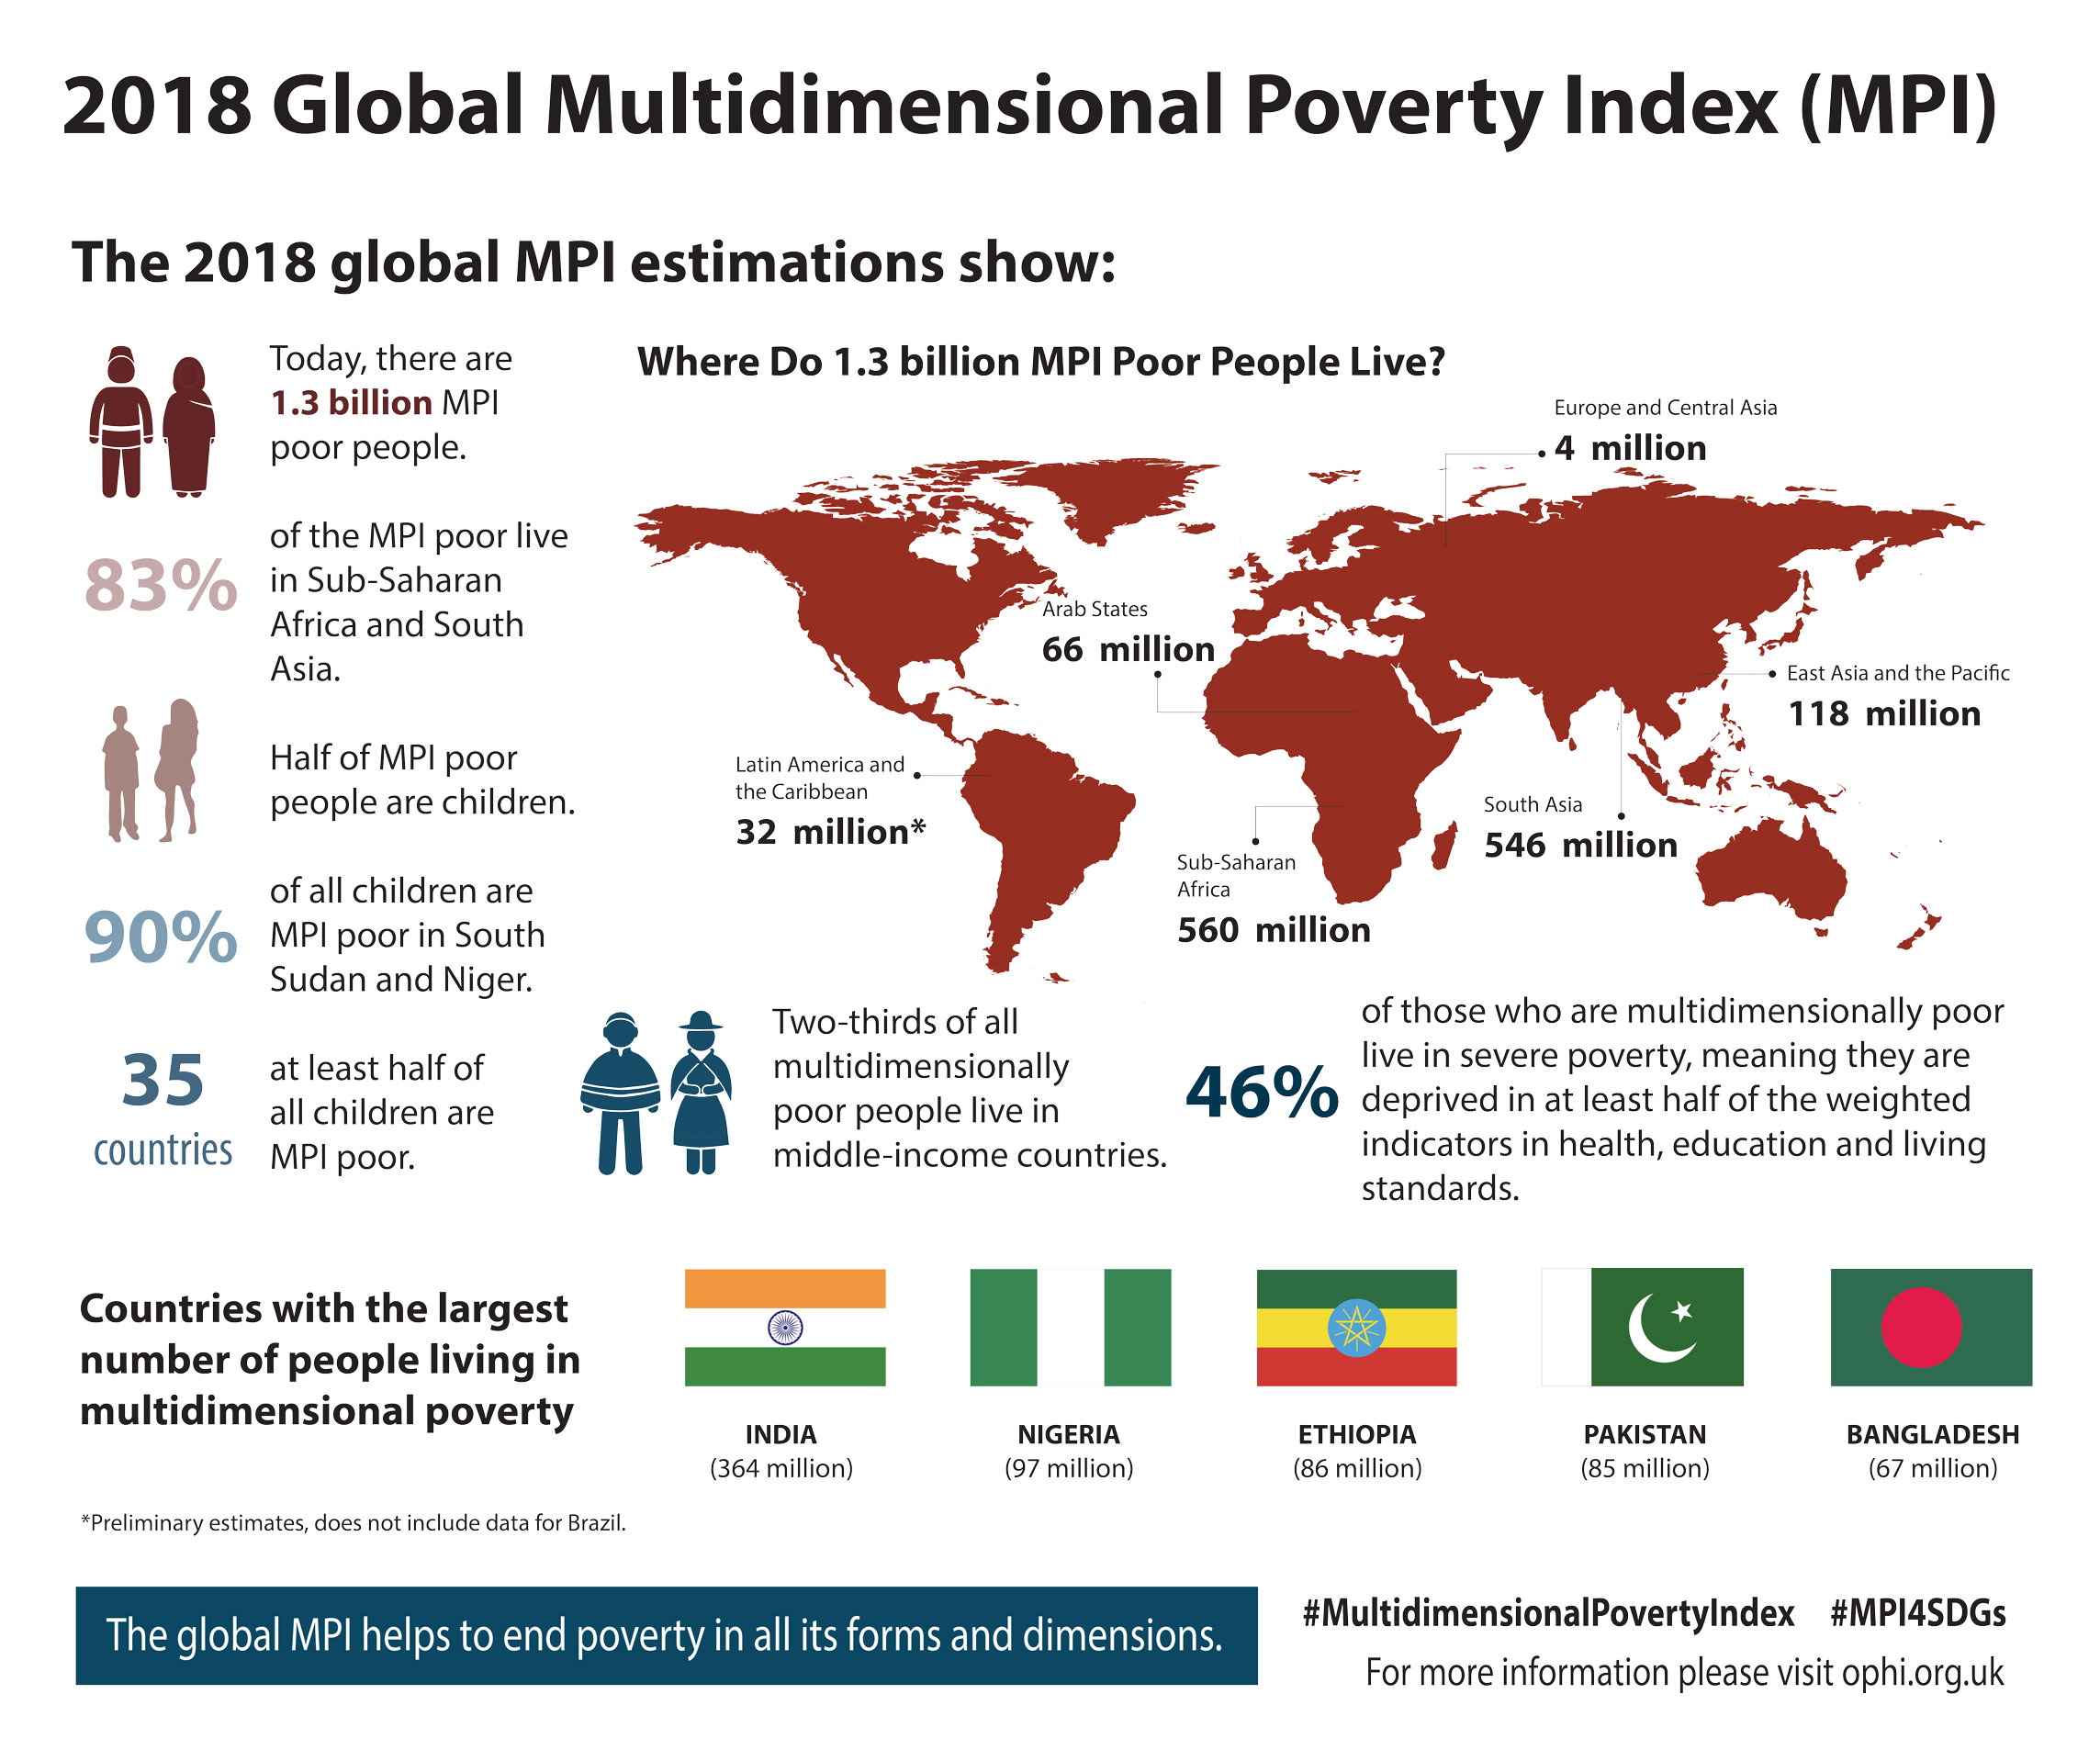 2018 Global Multidimensional Poverty Index (MPI)
The 2018 global MPI estimations show:
Today, there are
1.3 billion MPI
poor people.
83%
of the MPI poor live
in Sub-Saharan
Africa and South
Asia.
Half of MPI poor
people are children.
90%
of all children are
MPI poor in South
Sudan and Niger.
35
countries
at least half of
all children are
MPI poor.
Where Do 1.3 billion MPI Poor People Live?
Europe and Central Asia
4 million
Arab States
66 million
East Asia and the Pacific
118 million
Latin America and
the Caribbean
32 million*
South Asia
546 million
Sub-Saharan
Africa
560 million
Two-thirds of all
multidimensionally
poor people live in
middle-income countries.
46%
of those who are multidimensionally poor
live in severe poverty, meaning they are
deprived in at least half of the weighted
indicators in health, education and living
standards.
Countries with the largest
number of people living in
multidimensional poverty
INDIA
(364 million)
NIGERIA
(97 million)
ETHIOPIA
(86 million)
PAKISTAN
(85 million)
BANGLADESH
(67 million)
*Preliminary estimates, does not include data for Brazil.
The global MPI helps to end poverty in all its forms and dimensions.
#MultidimensionalPovertyIndex #MPI4SDGs
For more information please visit ophi.org.uk